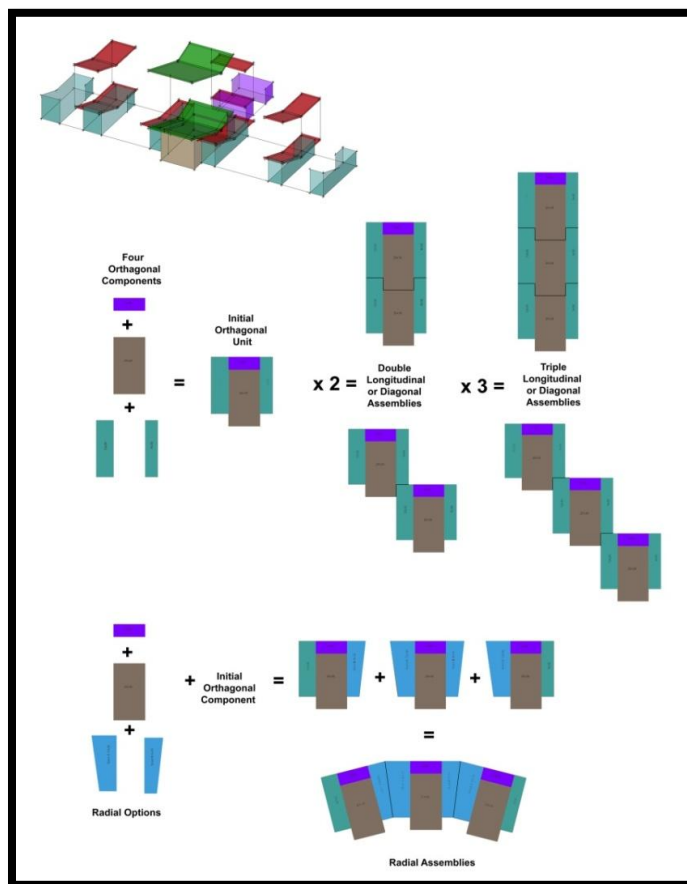 Four
Orthogonal
Components
+
+
=
Initial
Orthogonal
Unit
x 2 =
Double
Longitudinal
or Diagonal
Assemblies
x 3 =
Triple
Longitudinal
or Diagonal
Assemblies
+
+
Radial Options
+ Initial
Orthogonal
Component
=
+
+
=
Radial Assemblies